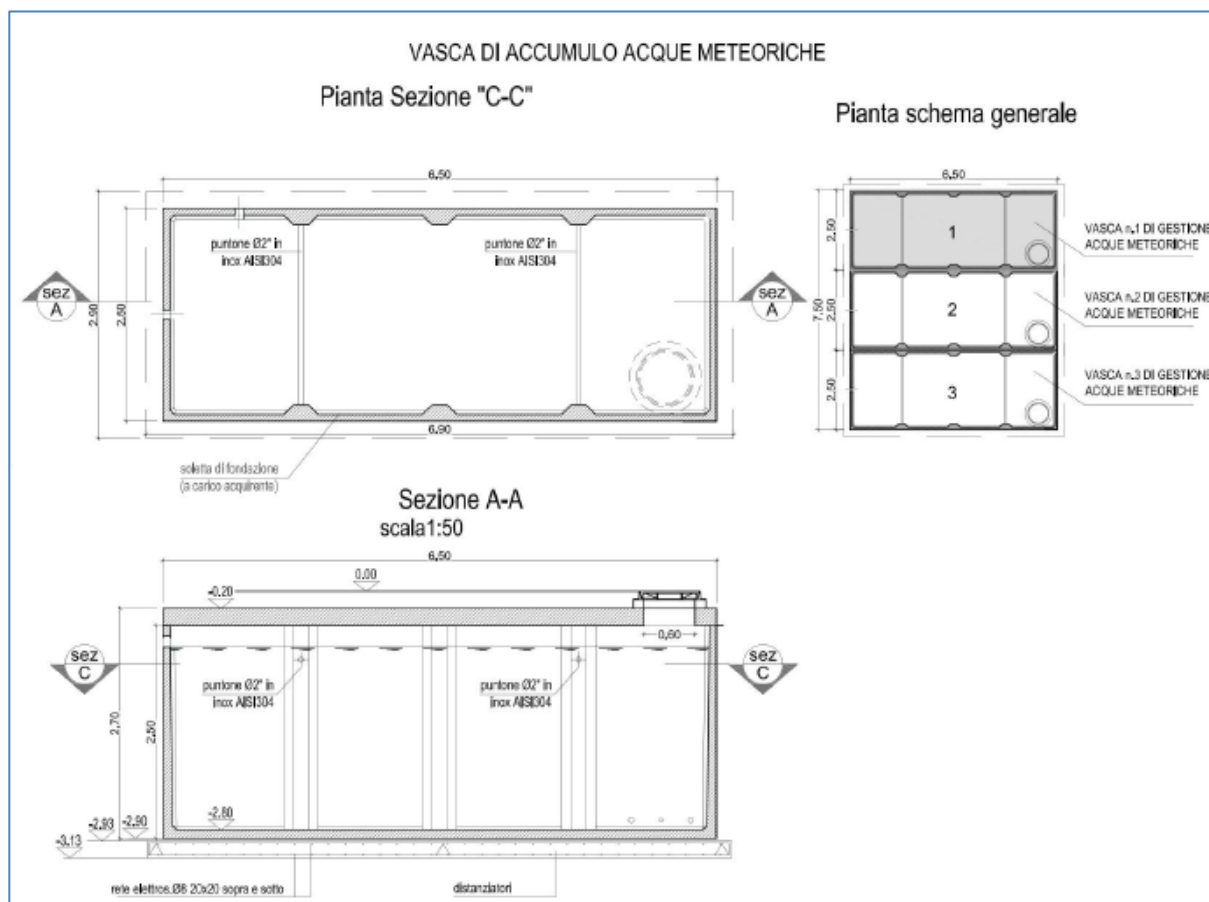 VASCA DI ACCUMULO ACQUE METEORICHE
Pianta Sezione "C-C"
Pianta schema generale
6.50
puntone Ø2" in
inox AISI304
puntone Ø2" in
inox AISI304
sez
A
sez
A
2.90
2.50
6.90
soletta di fondazione
(a carico acquirente)
6.50
2.50
2.50
2.50
7.50
1
2
3
VASCA n.1 DI GESTIONE
ACQUE METEORICHE
VASCA n.2 DI GESTIONE
ACQUE METEORICHE
VASCA n.3 DI GESTIONE
ACQUE METEORICHE
Sezione A-A
scala1:50
6.50
0.00
-0.20
0.60
sez
C
sez
C
puntone Ø2" in
inox AISI304
puntone Ø2" in
inox AISI304
2.70
2.50
-2.80
-2.93
-2.90
-3.13
rete elettros.Ø8 20x20 sopra e sotto
distanziatori